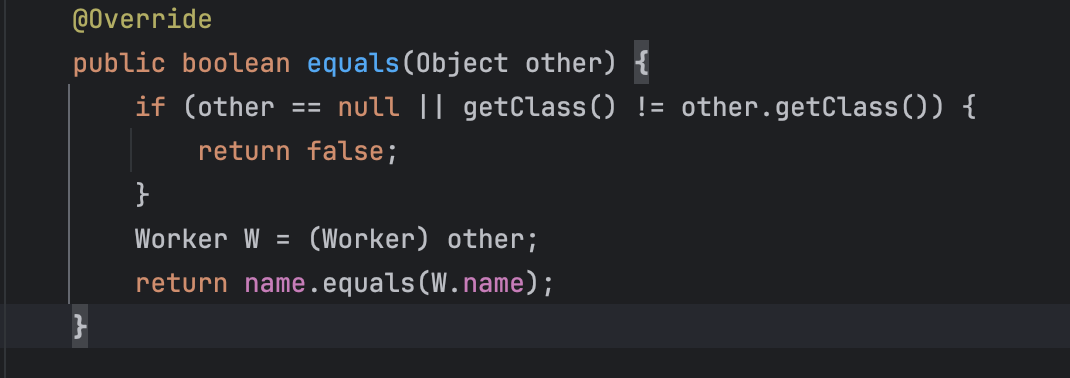 @Override
public boolean equals(Object other) {
if (other == null || getClass() != other.getClass()) {
return false;
}
Worker W = (Worker) other;
return name.equals(W.name);
}